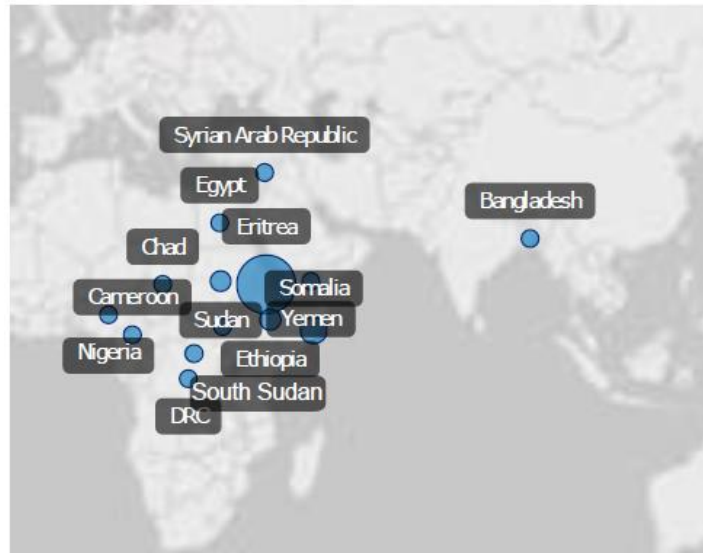 Syrian Arab Republic
Egypt
Bangladesh
Eritrea
Chad
Somalia
Cameroon
Sudan
Yemen
Nigeria
Ethiopia
South Sudan
DRC